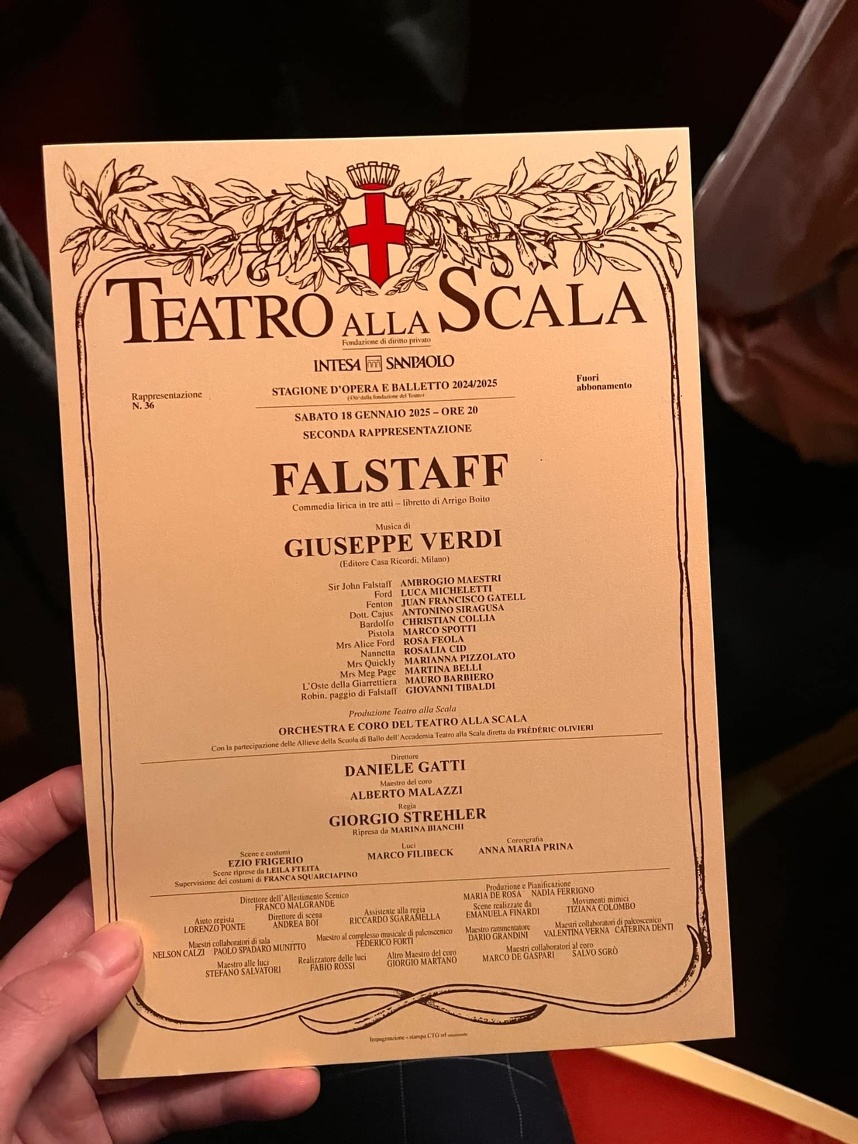 TEATRO ALLA SCALA
Fondazione di diritto privato
INTESA SANPAOLO
Rappresentazione
N. 36
STAGIONE D'OPERA E BALLETTO 2024/2025
Fuori
abbonamento
SABATO 18 GENNAIO 2025 – ORE 20
SECONDA RAPPRESENTAZIONE
FALSTAFF
Commedia lirica in tre atti – libretto di Arrigo Boito
Musica di
GIUSEPPE VERDI
(Editore Casa Ricordi, Milano)
Sir John Falstaff AMBROGIO MAESTRI
Ford LUCA MICHELETTI
Fenton JUAN FRANCISCO GATELL
Dott. Cajus ANTONINO SIRAGUSA
Bardolfo CHRISTIAN COLLIA
Pistola MARCO SPOTTI
Mrs Alice Ford ROSA FEOLA
Nannetta ROSALIA CID
Mrs Quickly MARIANNA PIZZOLATO
Mrs Meg Page MARTINA BELLI
L'Oste della Giarrettiera MAURO BARBIERO
Robin, paggio di Falstaff GIOVANNI TIBALDI
Produzione Teatro alla Scala
ORCHESTRA E CORO DEL TEATRO ALLA SCALA
Con la partecipazione delle Allieve della Scuola di Ballo dell'Accademia Teatro alla Scala diretta da FRÉDÉRIC OLIVIERI
Direttore
DANIELE GATTI
Maestro del coro
ALBERTO MALAZZI
Regia
GIORGIO STREHLER
Ripresa da MARINA BIANCHI
Scene e costumi
EZIO FRIGERIO
Scene riprese da LEILA FTEITA
Supervisione dei costumi di FRANCA SQUARCIAPINO
Luci
MARCO FILIBECK
Coreografia
ANNA MARIA PRINA
Direttore dell'Allestimento Scenico
FRANCO MALGRANDE
Produzione e Pianificazione
MARIA DE ROSA NADIA FERRIGNO
Aiuto regista
LORENZO PONTE
Direttore di scena
ANDREA BOI
Assistente alla regia
RICCARDO SGARAMELLA
Scene realizzate da
EMANUELA FINARDI
Movimenti mimici
TIZIANA COLOMBO
Maestri collaboratori di sala
NELSON CALZI PAOLO SPADARO MUNITTO
Maestro al complesso musicale di palcoscenico
FEDERICO FORTI
Maestro rammentatore
DARIO GRANDINI
Maestri collaboratori di palcoscenico
VALENTINA VERNA CATERINA DENTI
Maestro alle luci
STEFANO SALVATORI
Realizzatore delle luci
FABIO ROSSI
Altro Maestro del coro
GIORGIO MARTANO
Maestri collaboratori al coro
MARCO DE GASPARI SALVO SGRÒ
Impaginazione - stampa CTG srl